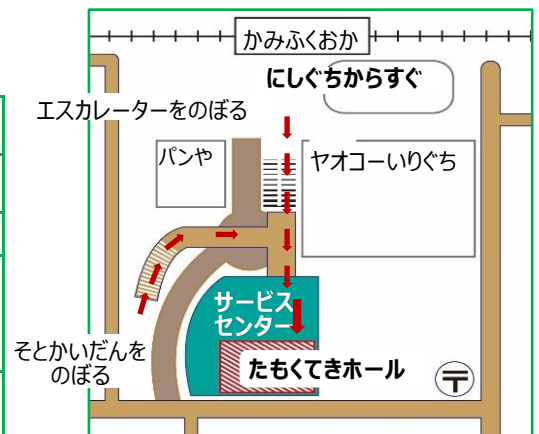 かみふくおか
にしぐちからすぐ
エスカレーターをのぼる
パンや
ヤオコーいりぐち
サービス
センター
そとかいだんを
のぼる
たもくてきホール
〒